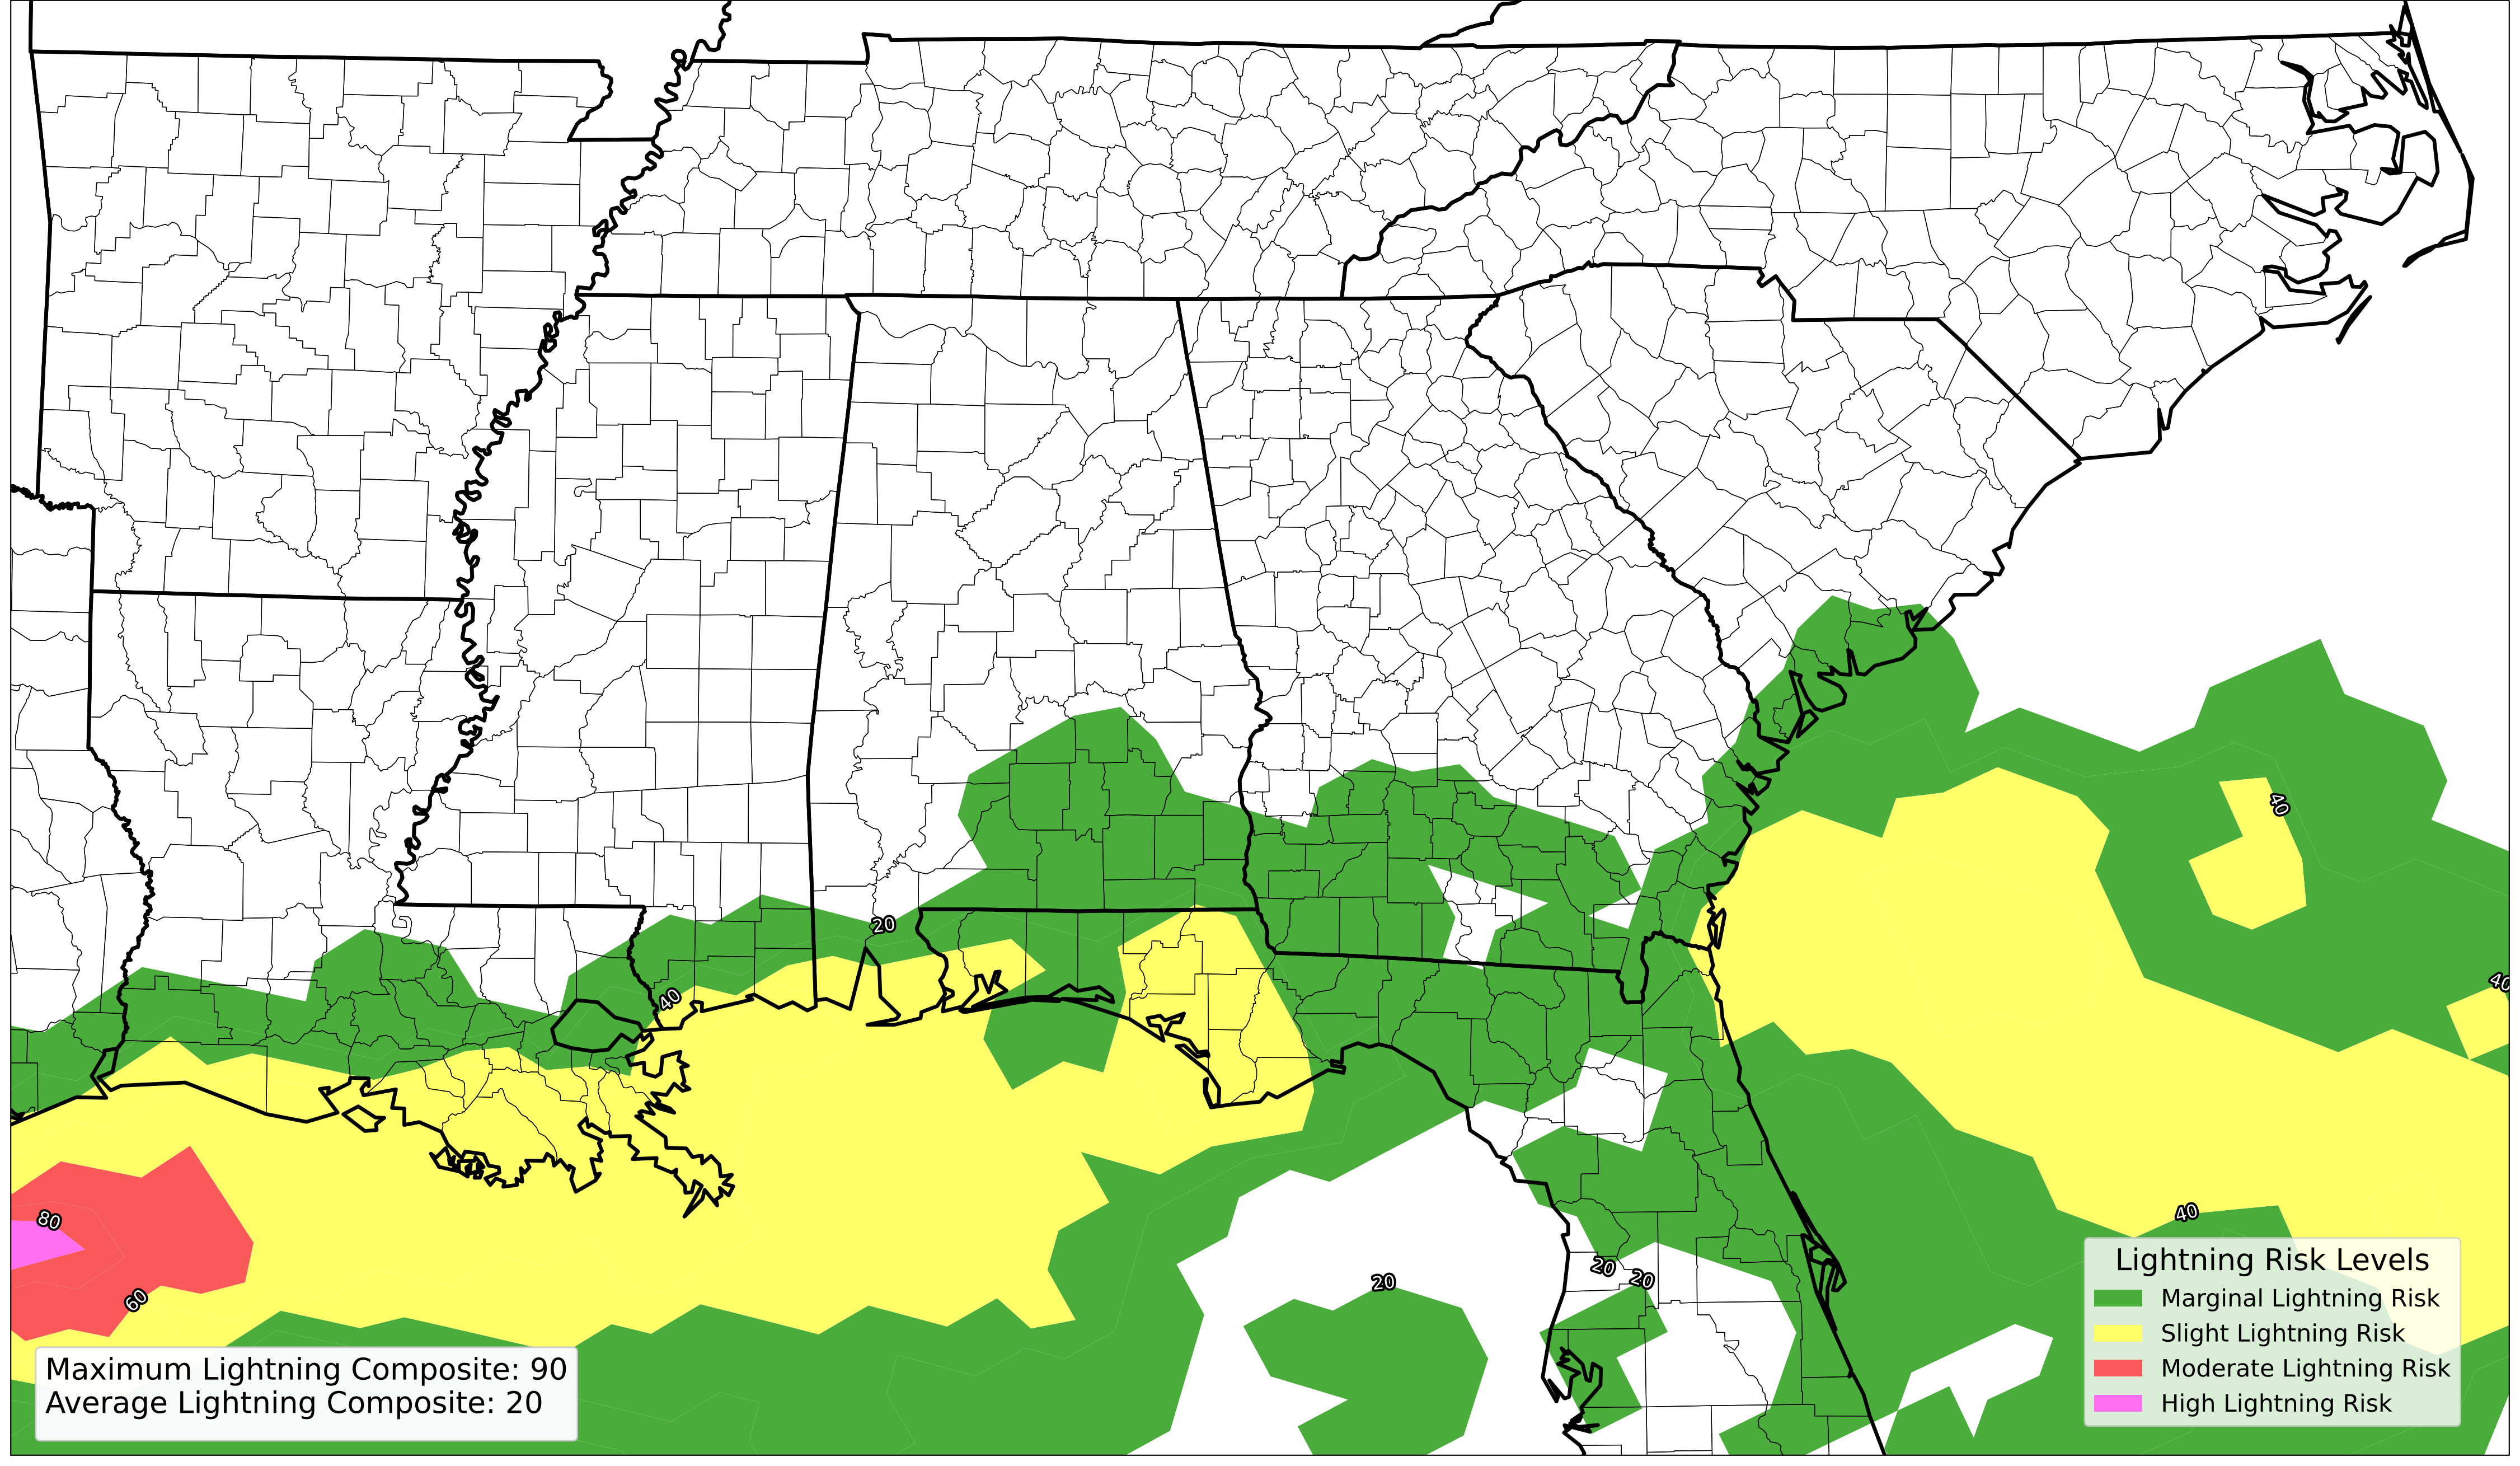 40
20
40
40
40
80
60
20
20
20
Lightning Risk Levels
Marginal Lightning Risk
Slight Lightning Risk
Moderate Lightning Risk
High Lightning Risk
Maximum Lightning Composite: 90
Average Lightning Composite: 20